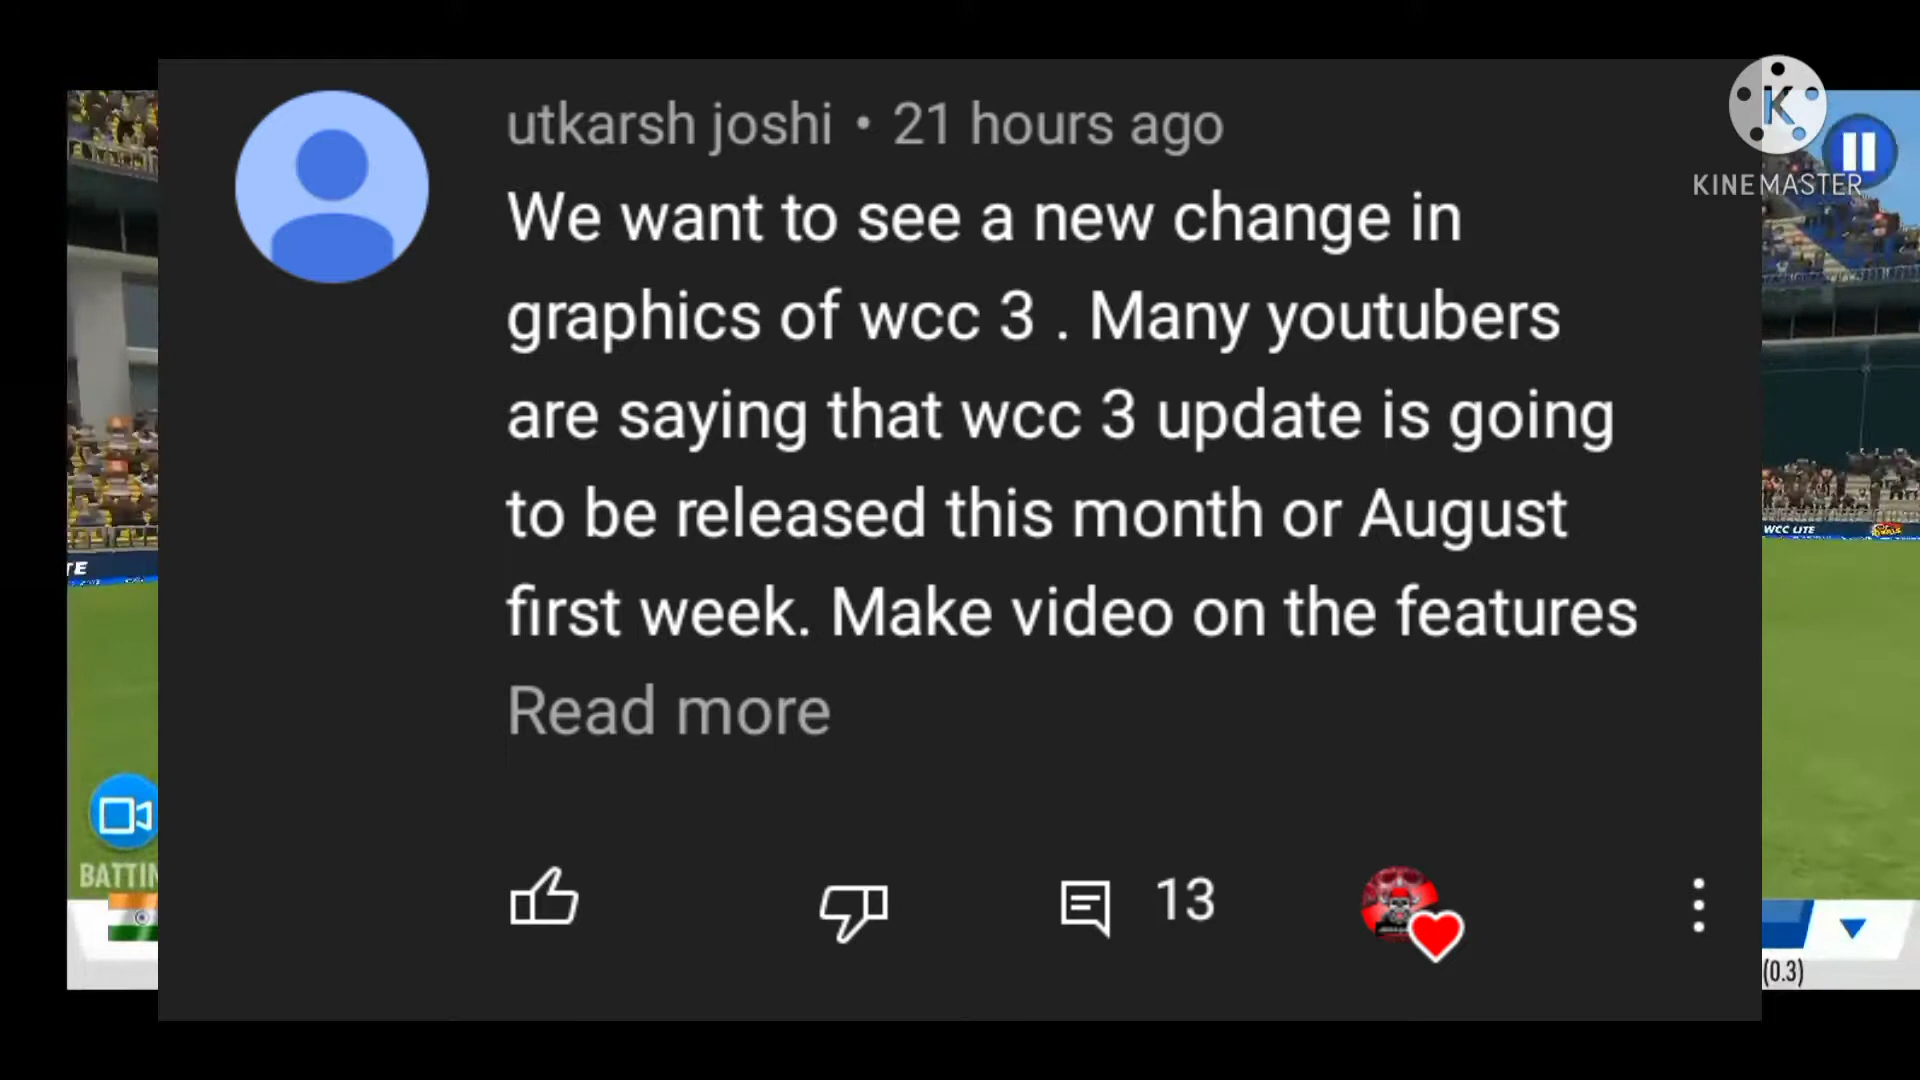 utkarsh joshi • 21 hours ago
We want to see a new change in
graphics of wcc 3 . Many youtubers
are saying that wcc 3 update is going
to be released this month or August
first week. Make video on the features
Read more
13
K
KINEMASTER
TE
WCC LITE
BATTIN
(0.3)